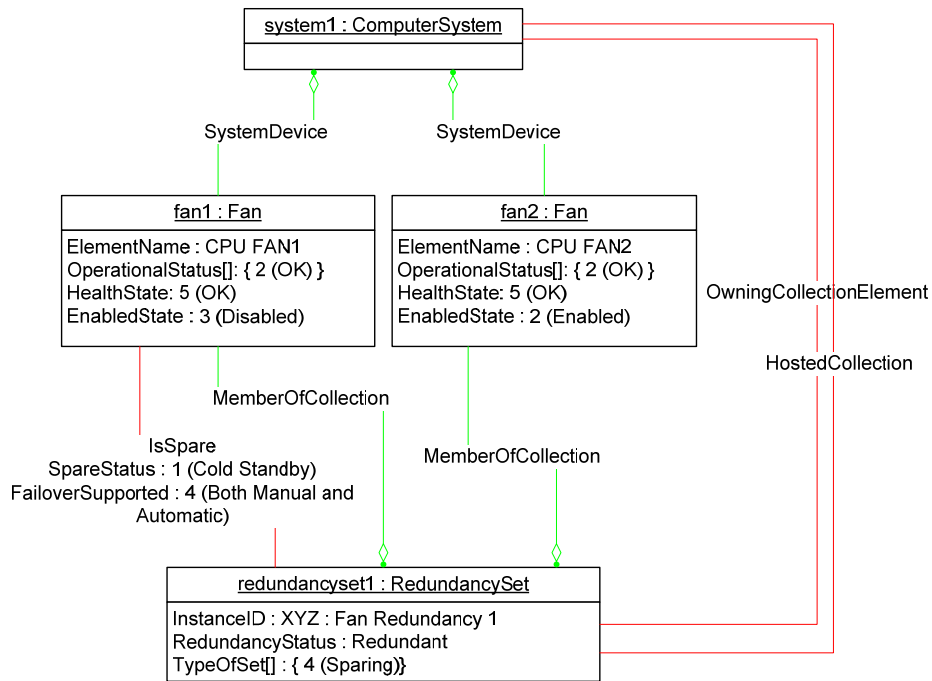 system1 : ComputerSystem
SystemDevice
SystemDevice
fan1 : Fan
ElementName : CPU FAN1
OperationalStatus[]: { 2 (OK) }
HealthState: 5 (OK)
EnabledState : 3 (Disabled)
fan2 : Fan
ElementName : CPU FAN2
OperationalStatus[]: { 2 (OK) }
HealthState: 5 (OK)
EnabledState : 2 (Enabled)
OwningCollectionElement
HostedCollection
MemberOfCollection
IsSpare
SpareStatus : 1 (Cold Standby)
FailoverSupported : 4 (Both Manual and
Automatic)
MemberOfCollection
redundancyset1 : RedundancySet
InstanceID : XYZ : Fan Redundancy 1
RedundancyStatus : Redundant
TypeOfSet[] : { 4 (Sparing)}